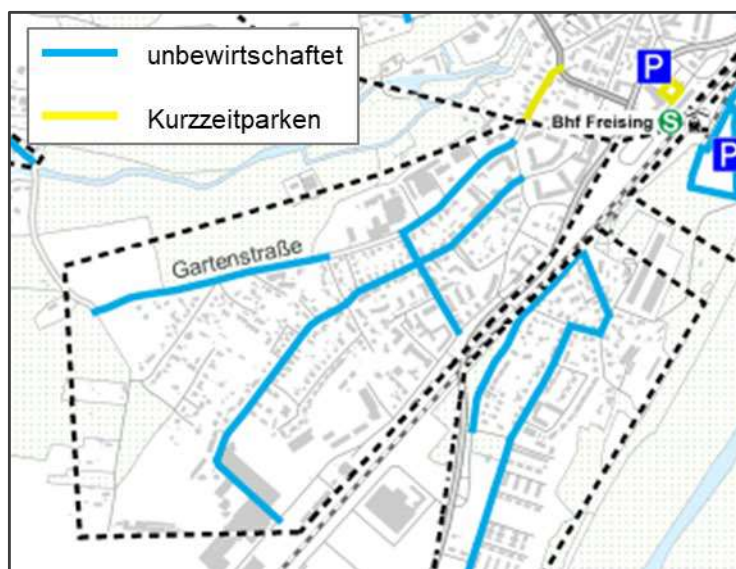 unbewirtschaftet
Kurzzeitparken
P
Bhf Freising S
P
Gartenstraße